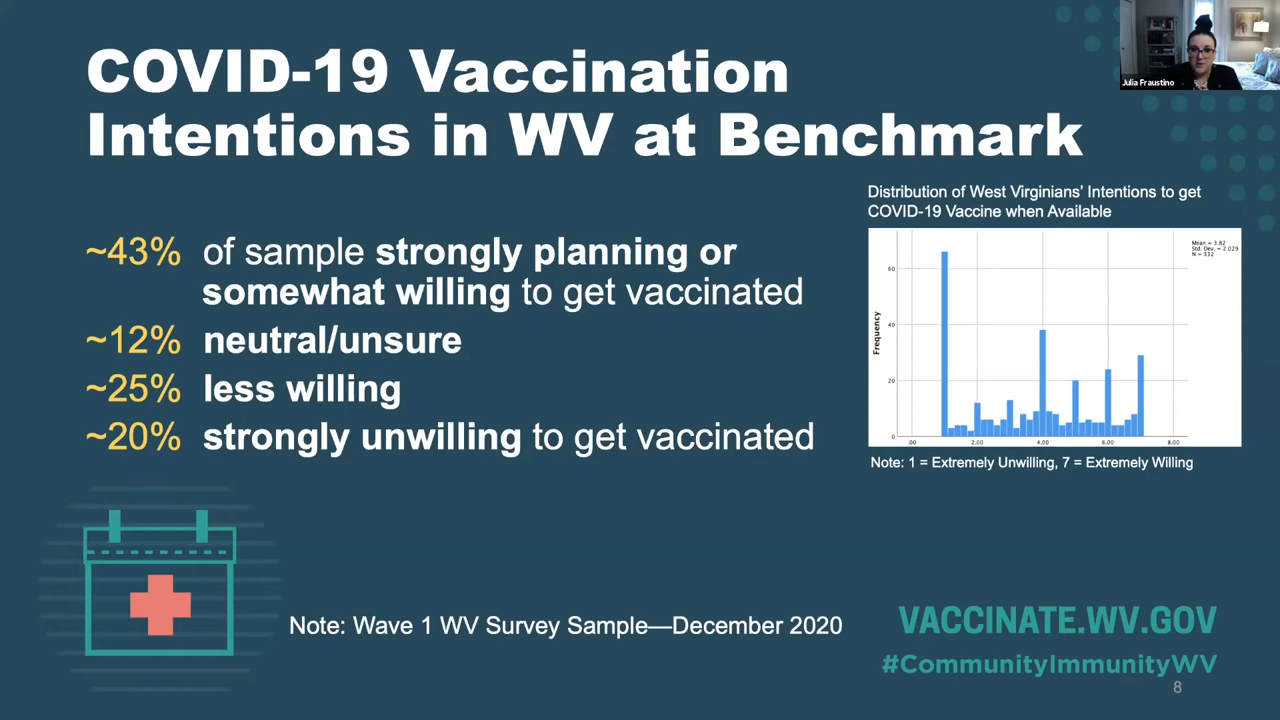 COVID-19 Vaccination
Intentions in WV at Benchmark
Julia Fraustino
~43% of sample strongly planning or
somewhat willing to get vaccinated
~12% neutral/unsure
~25% less willing
~20% strongly unwilling to get vaccinated
Distribution of West Virginians' Intentions to get
COVID-19 Vaccine when Available
Mean = 3.82
Std. Dev. = 2.029
N = 332
Frequency
60
40
20
0
.00 2.00 4.00 6.00 8.00
Note: 1 = Extremely Unwilling, 7 = Extremely Willing
Note: Wave 1 WV Survey Sample—December 2020
VACCINATE.WV.GOV
#CommunityImmunityWV
8